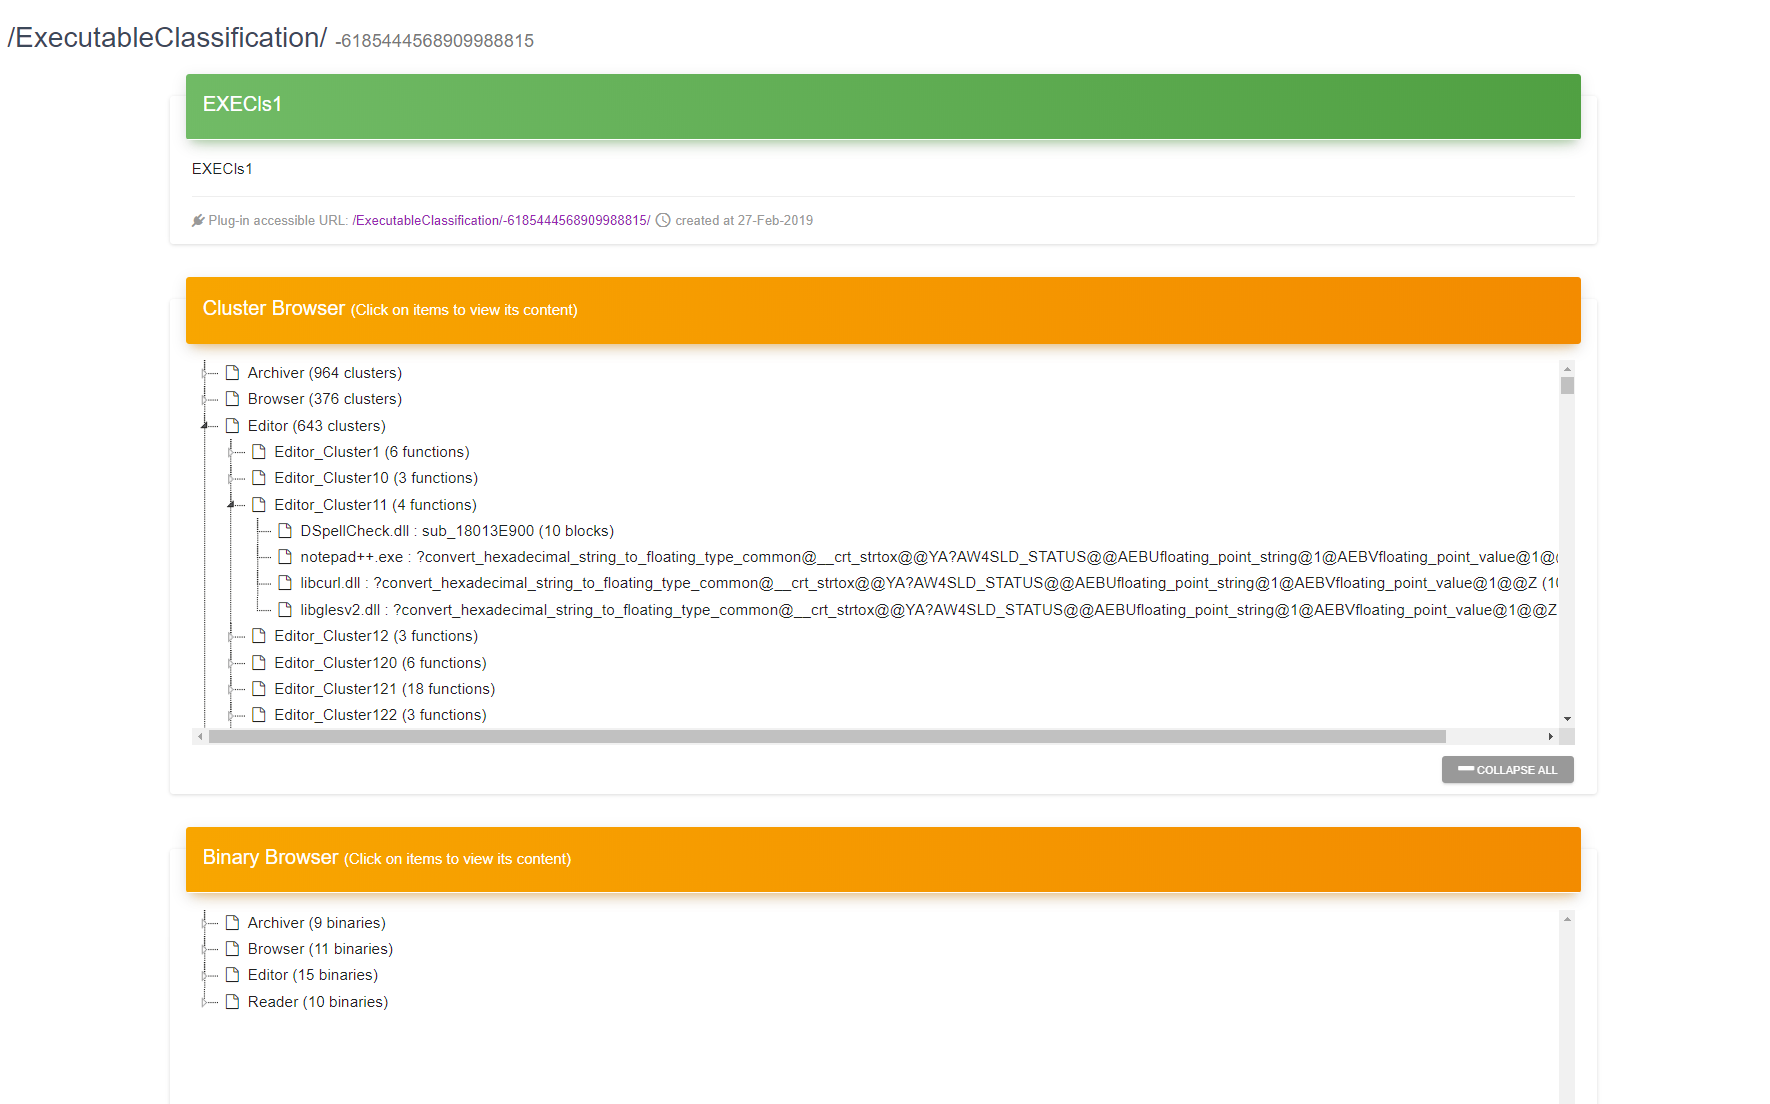 /ExecutableClassification/ -6185444568909988815
EXECls1
EXECls1
Plug-in accessible URL: /ExecutableClassification/-6185444568909988815/ created at 27-Feb-2019
Cluster Browser (Click on items to view its content)
Archiver (964 clusters)
Browser (376 clusters)
Editor (643 clusters)
Editor_Cluster1 (6 functions)
Editor_Cluster10 (3 functions)
Editor_Cluster11 (4 functions)
DSpellCheck.dll : sub_18013E900 (10 blocks)
notepad++.exe : ?convert_hexadecimal_string_to_floating_type_common@__crt_strtox@@YA?AW4SLD_STATUS@@AEBUfloating_point_string@1@AEBVfloating_point_value@1@
libcurl.dll : ?convert_hexadecimal_string_to_floating_type_common@__crt_strtox@@YA?AW4SLD_STATUS@@AEBUfloating_point_string@1@AEBVfloating_point_value@1@@Z (10
libglesv2.dll : ?convert_hexadecimal_string_to_floating_type_common@__crt_strtox@@YA?AW4SLD_STATUS@@AEBUfloating_point_string@1@AEBVfloating_point_value@1@@Z
Editor_Cluster12 (3 functions)
Editor_Cluster120 (6 functions)
Editor_Cluster121 (18 functions)
Editor_Cluster122 (3 functions)
COLLAPSE ALL
Binary Browser (Click on items to view its content)
Archiver (9 binaries)
Browser (11 binaries)
Editor (15 binaries)
Reader (10 binaries)